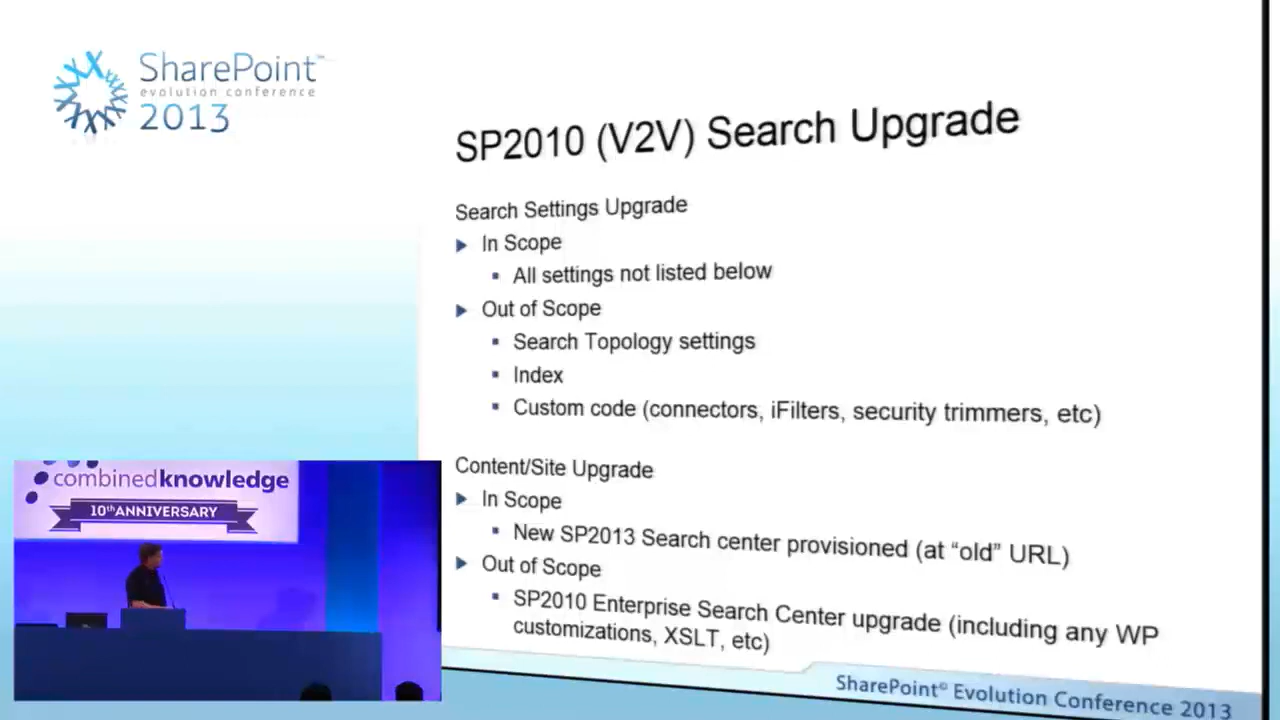 SharePoint™
evolution conference
2013
SP2010 (V2V) Search Upgrade
Search Settings Upgrade
In Scope
All settings not listed below
Out of Scope
Search Topology settings
Index
Custom code (connectors, iFilters, security trimmers, etc)
Content/Site Upgrade
In Scope
New SP2013 Search center provisioned (at “old” URL)
Out of Scope
SP2010 Enterprise Search Center upgrade (including any WP
customizations, XSLT, etc)
combinedknowledge
10th ANNIVERSARY
SharePoint® Evolution Conference 2013